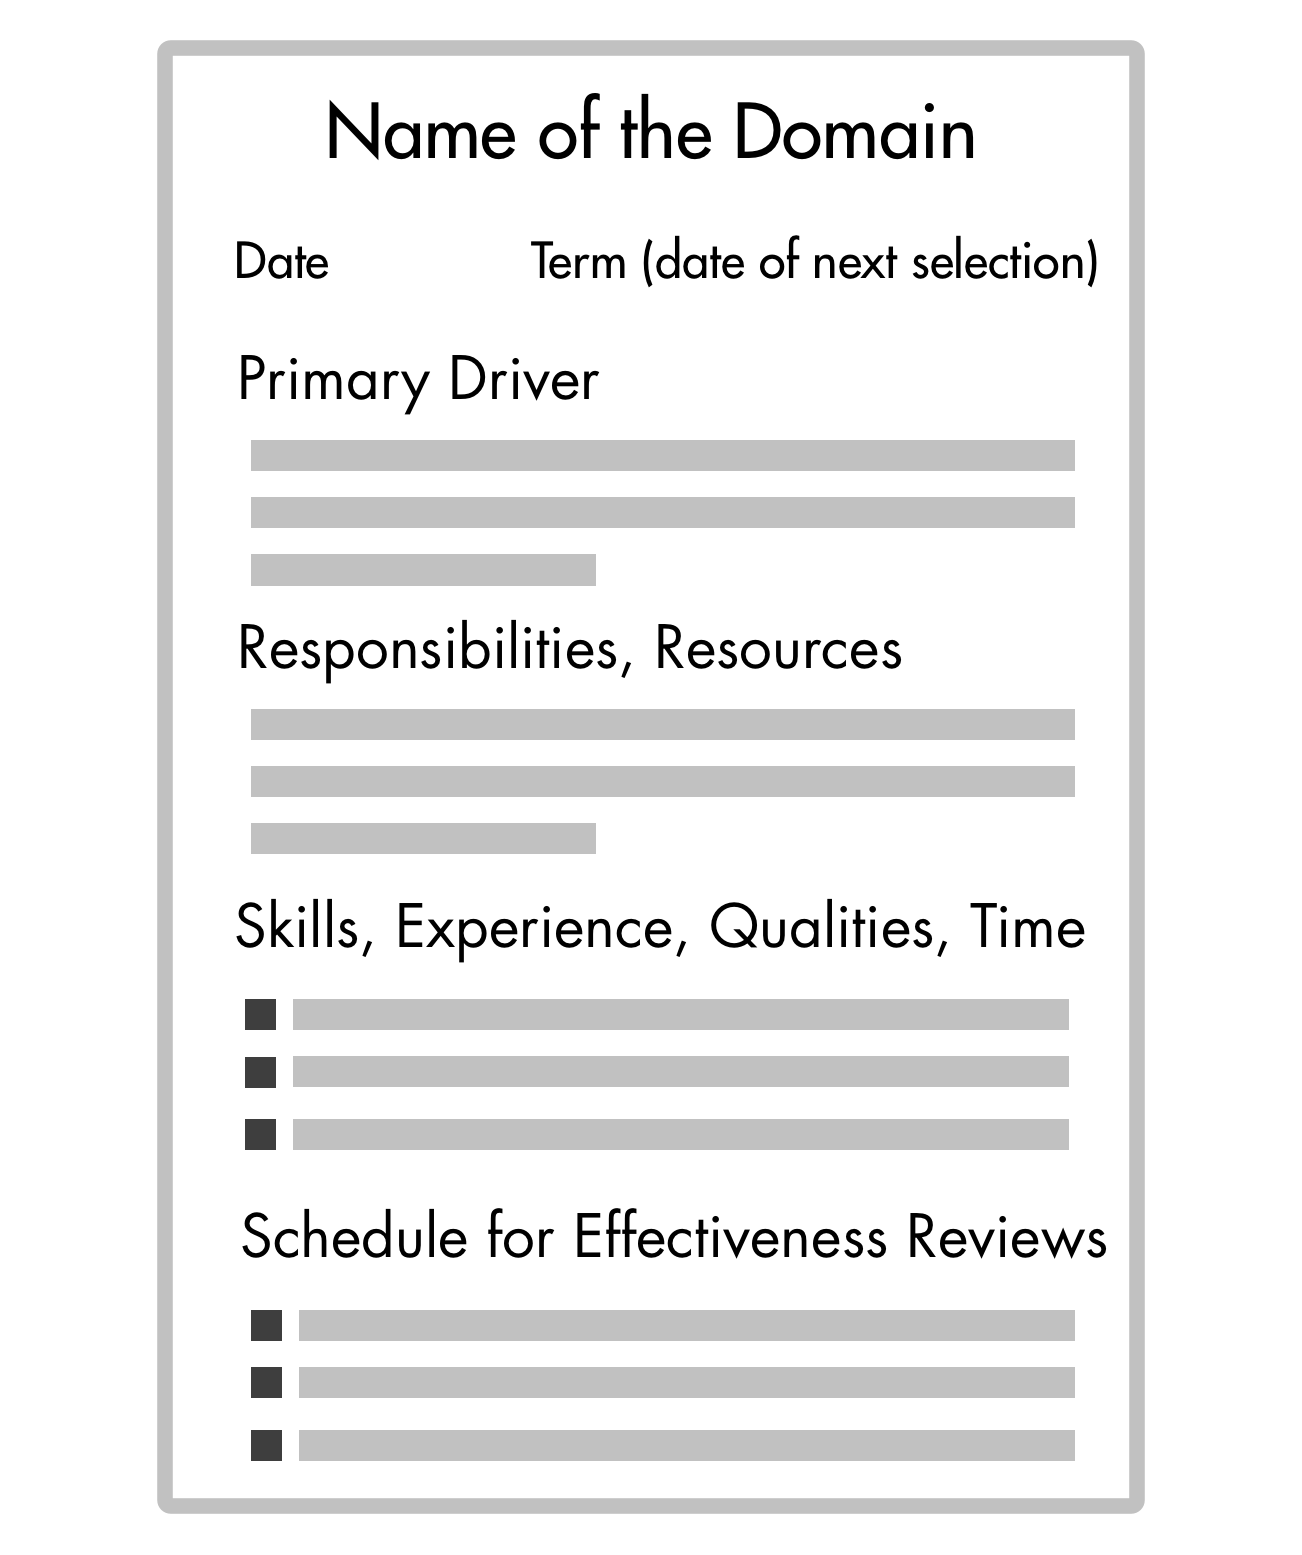 Name of the Domain
Date Term (date of next selection)
Primary Driver
Responsibilities, Resources
Skills, Experience, Qualities, Time
Schedule for Effectiveness Reviews